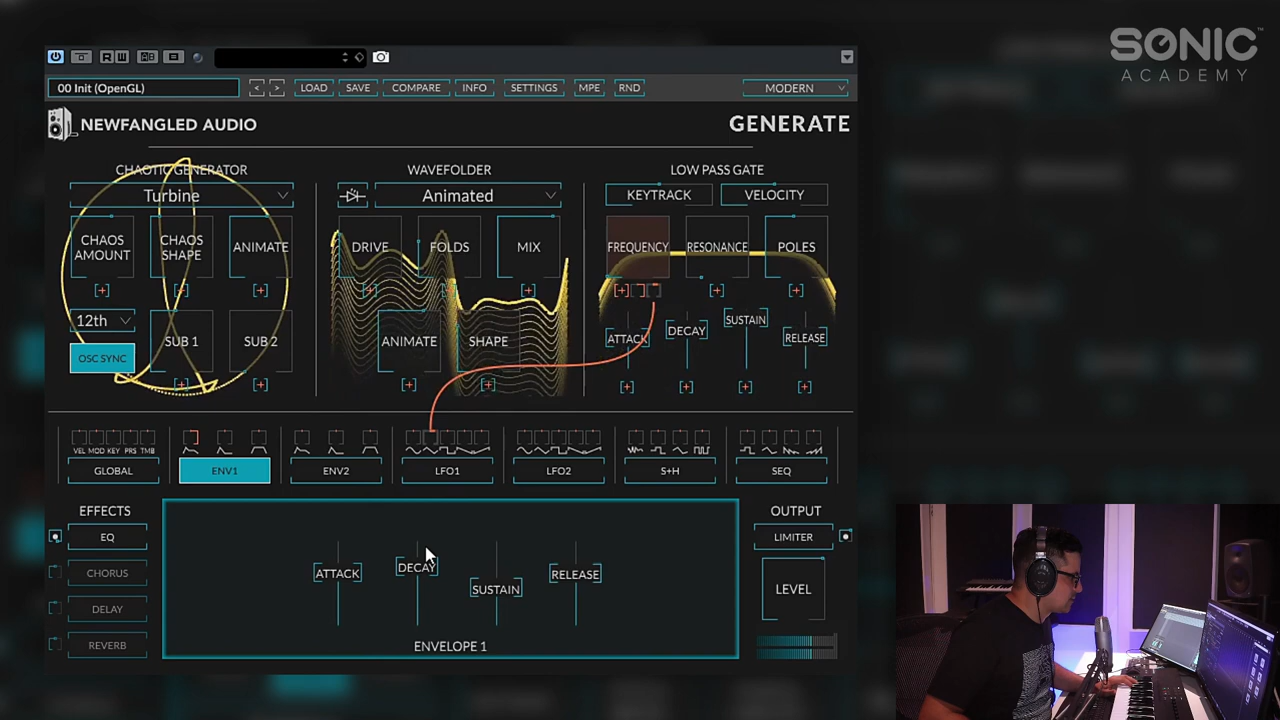 SONIC
ACADEMY
00 Init (OpenGL)
<
>
LOAD
SAVE
COMPARE
INFO
SETTINGS
MPE
RND
MODERN
NEWFANGLED AUDIO
GENERATE
CHAOTIC GENERATOR
WAVEFOLDER
LOW PASS GATE
Turbine
Animated
KEYTRACK
VELOCITY
CHAOS
AMOUNT
CHAOS
SHAPE
ANIMATE
DRIVE
FOLDS
MIX
FREQUENCY
RESONANCE
POLES
12th
OSC SYNC
SUB 1
SUB 2
ANIMATE
SHAPE
ATTACK
DECAY
SUSTAIN
RELEASE
VEL MOD KEY PRS TMB
GLOBAL
ENV1
ENV2
LFO1
LFO2
S+H
SEQ
EFFECTS
EQ
CHORUS
DELAY
REVERB
ATTACK
DECAY
SUSTAIN
RELEASE
ENVELOPE 1
OUTPUT
LIMITER
LEVEL